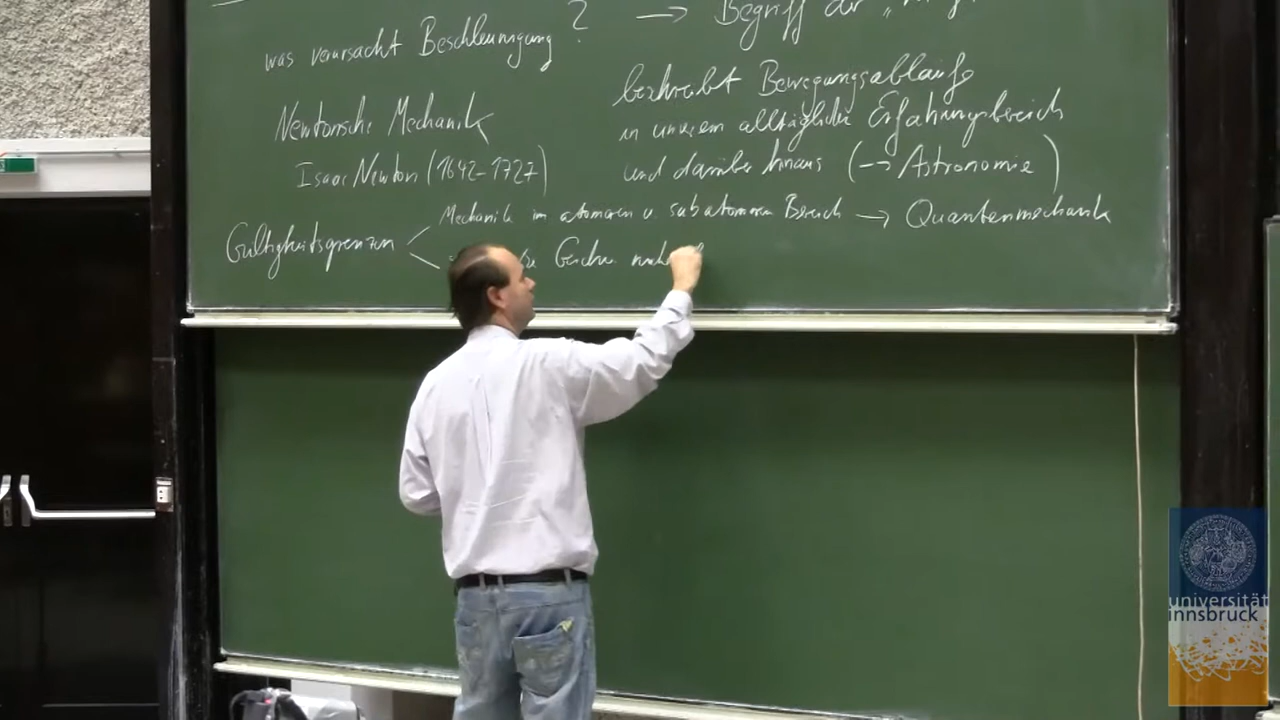 was verursacht Beschleunigung ? → Begriff der
Newtonsche Mechanik
Isaac Newton (1642-1727)
beschreibt Bewegungsabläufe
in unserem alltäglichen Erfahrungsbereich
und darüber hinaus (→ Astronomie)
Gültigkeitsgrenzen
Mechanik im atomaren u. subatomaren Bereich → Quantenmechanik
universität
innsbruck